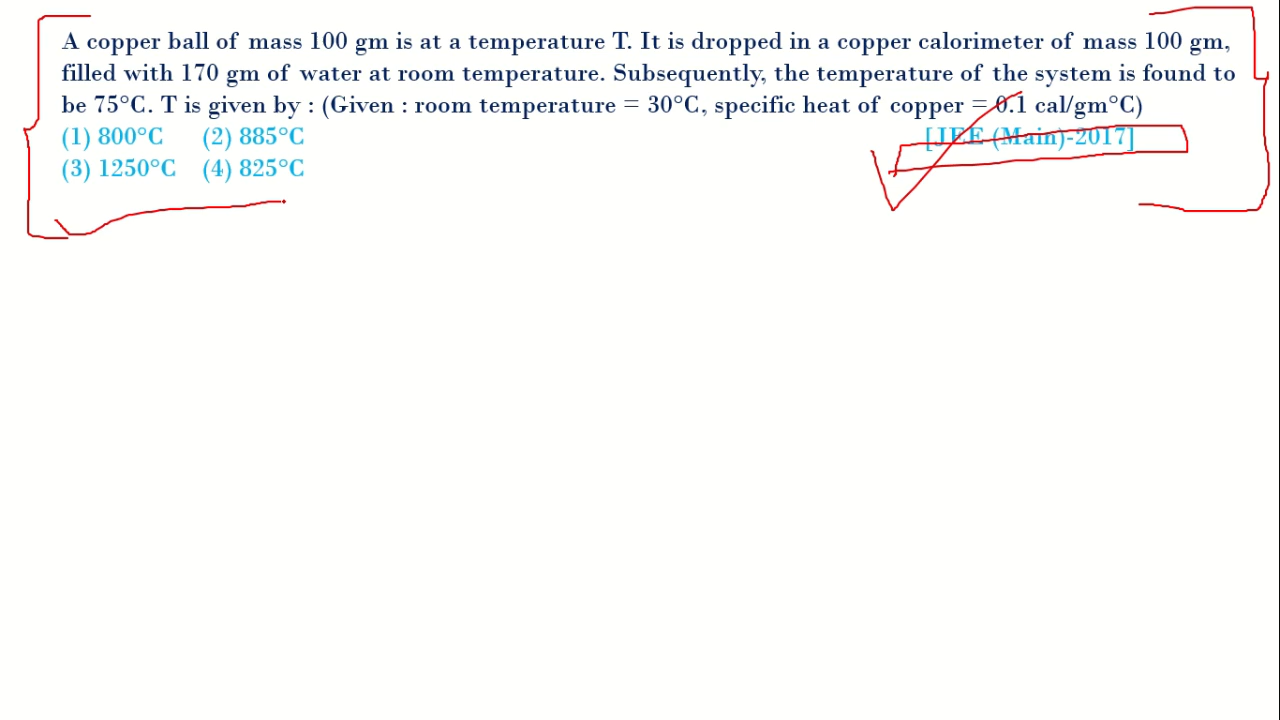 A copper ball of mass 100 gm is at a temperature T. It is dropped in a copper calorimeter of mass 100 gm,
filled with 170 gm of water at room temperature. Subsequently, the temperature of the system is found to
be 75°C. T is given by : (Given : room temperature = 30°C, specific heat of copper = 0.1 cal/gm°C)
(1) 800°C (2) 885°C [JEE (Main)-2017]
(3) 1250°C (4) 825°C